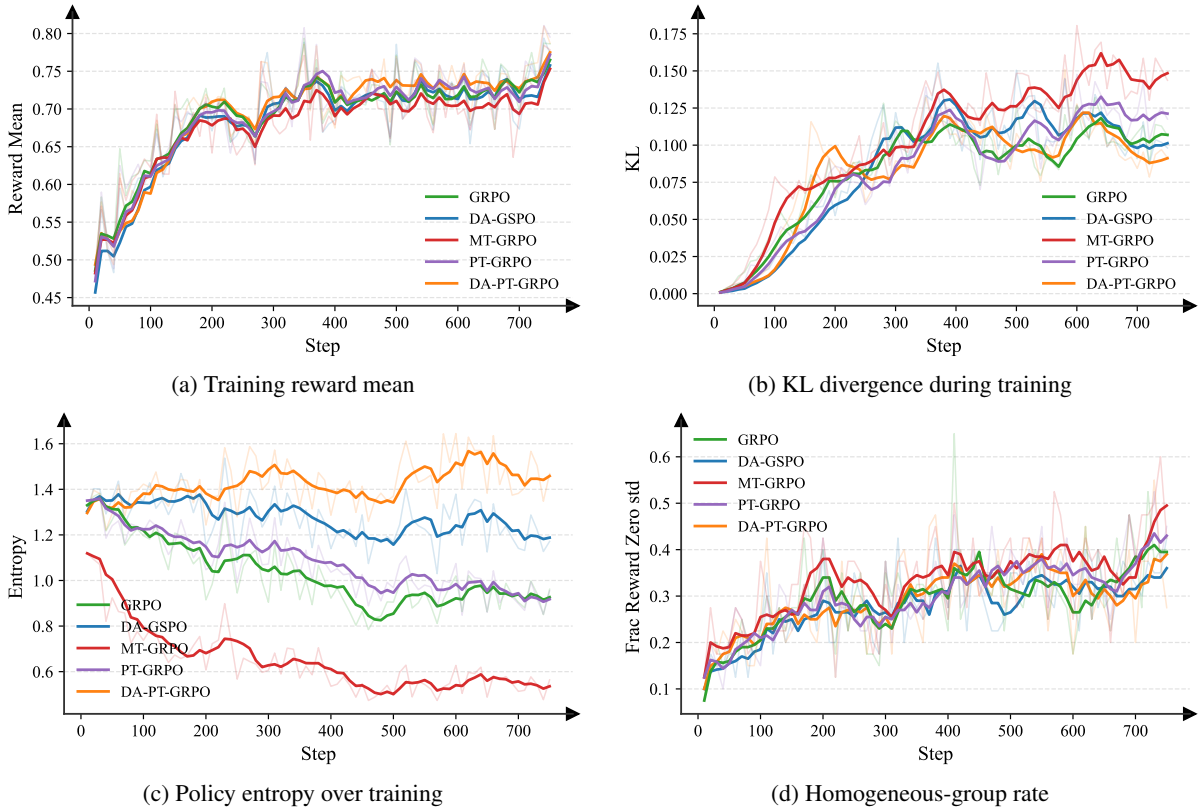 0.80
0.75
0.70
0.65
0.60
0.55
0.50
0.45
Reward Mean
0 100 200 300 400 500 600 700
Step
GRPO
DA-GSPO
MT-GRPO
PT-GRPO
DA-PT-GRPO
(a) Training reward mean
0.175
0.150
0.125
0.100
0.075
0.050
0.025
0.000
KL
0 100 200 300 400 500 600 700
Step
GRPO
DA-GSPO
MT-GRPO
PT-GRPO
DA-PT-GRPO
(b) KL divergence during training
1.6
1.4
1.2
1.0
0.8
0.6
Entropy
0 100 200 300 400 500 600 700
Step
GRPO
DA-GSPO
MT-GRPO
PT-GRPO
DA-PT-GRPO
(c) Policy entropy over training
0.6
0.5
0.4
0.3
0.2
0.1
Frac Reward Zero std
0 100 200 300 400 500 600 700
Step
GRPO
DA-GSPO
MT-GRPO
PT-GRPO
DA-PT-GRPO
(d) Homogeneous-group rate